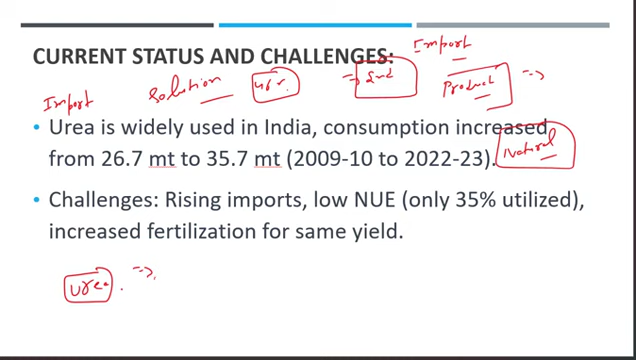 CURRENT STATUS AND CHALLENGES:
Import
Import Solution Urr. => Ind Product =>
• Urea is widely used in India, consumption increased
from 26.7 mt to 35.7 mt (2009-10 to 2022-23).
Natural
• Challenges: Rising imports, low NUE (only 35% utilized),
increased fertilization for same yield.
Urea . =>